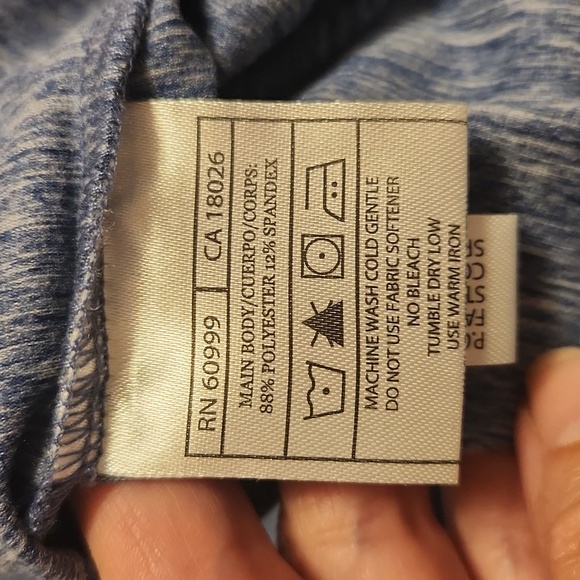 RN 60999
CA 18026
MAIN BODY/CUERPO/CORPS:
88% POLYESTER 12% SPANDEX
MACHINE WASH COLD GENTLE
DO NOT USE FABRIC SOFTENER
NO BLEACH
TUMBLE DRY LOW
USE WARM IRON